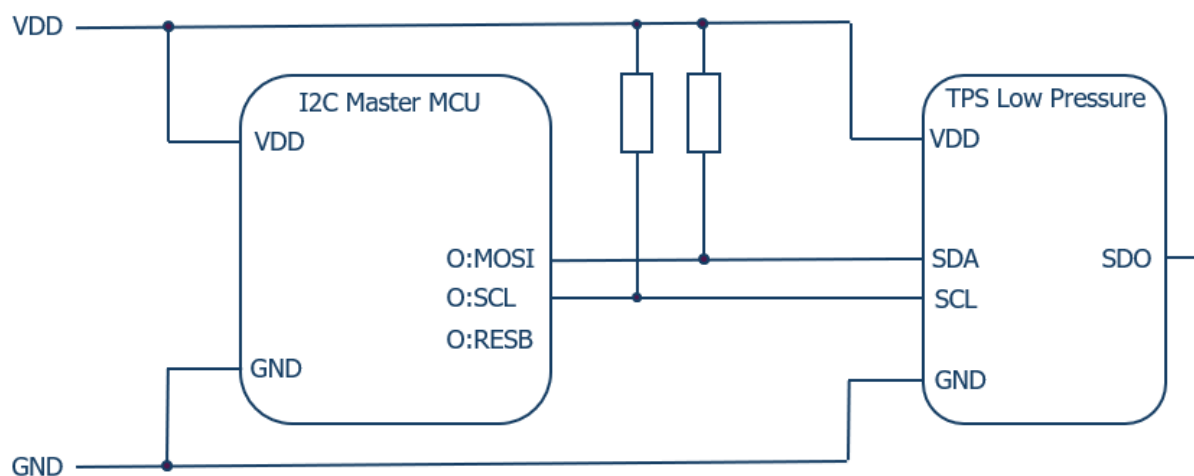 VDD
I2C Master MCU
TPS Low Pressure
VDD
VDD
O:MOSI
SDA
SDO
O:SCL
SCL
O:RESB
GND
GND
GND